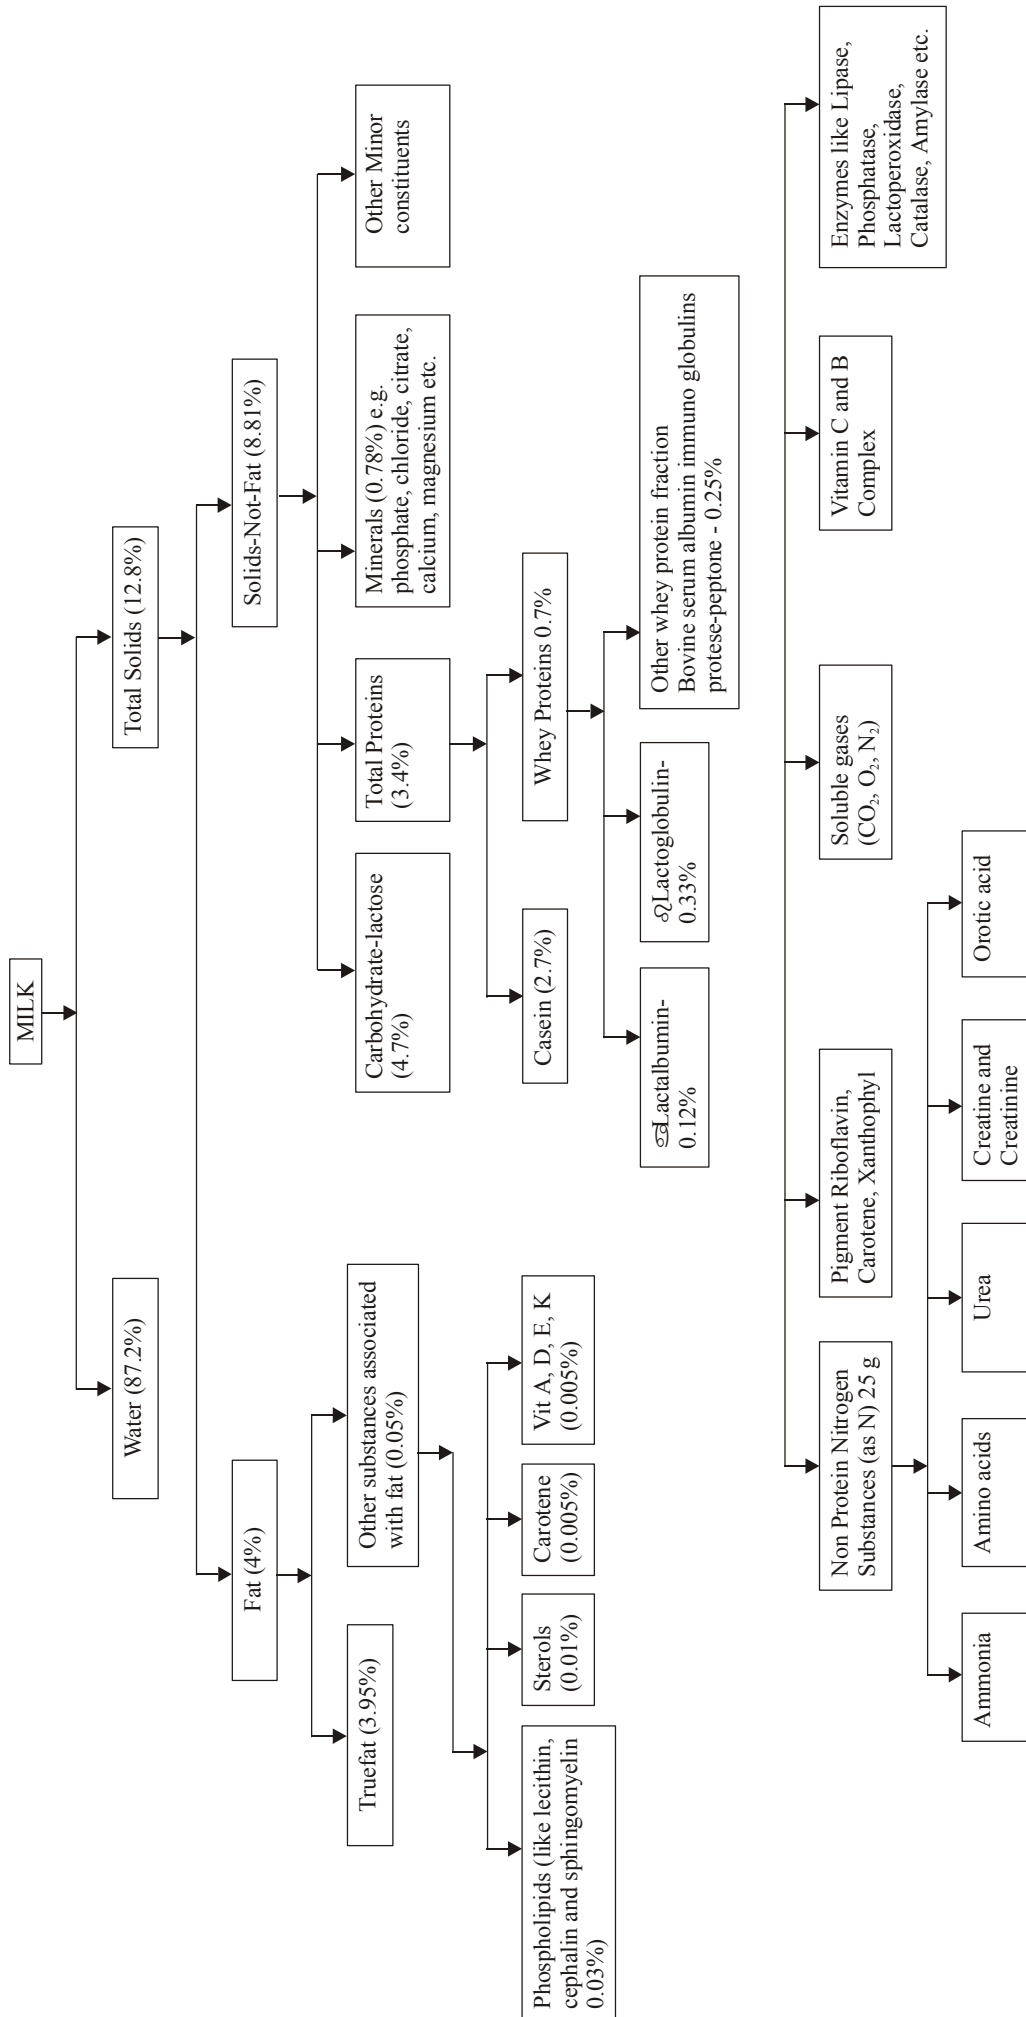 MILK
Water (87.2%)
Total Solids (12.8%)
Fat (4%)
Solids-Not-Fat (8.81%)
Truefat (3.95%)
Other substances associated
with fat (0.05%)
Carbohydrate-lactose
(4.7%)
Total Proteins
(3.4%)
Minerals (0.78%) e.g.
phosphate, chloride, citrate,
calcium, magnesium etc.
Other Minor
constituents
Phospholipids (like lecithin,
cephalin and sphingomyelin
0.03%)
Sterols
(0.01%)
Carotene
(0.005%)
Vit A, D, E, K
(0.005%)
Casein (2.7%)
Whey Proteins 0.7%
♋Lactalbumin-
0.12%
♌Lactoglobulin-
0.33%
Other whey protein fraction
Bovine serum albumin immuno globulins
protese-peptone - 0.25%
Non Protein Nitrogen
Substances (as N) 25 g
Pigment Riboflavin,
Carotene, Xanthophyl
Soluble gases
(CO₂, O₂, N₂)
Vitamin C and B
Complex
Enzymes like Lipase,
Phosphatase,
Lactoperoxidase,
Catalase, Amylase etc.
Ammonia
Amino acids
Urea
Creatine and
Creatinine
Orotic acid